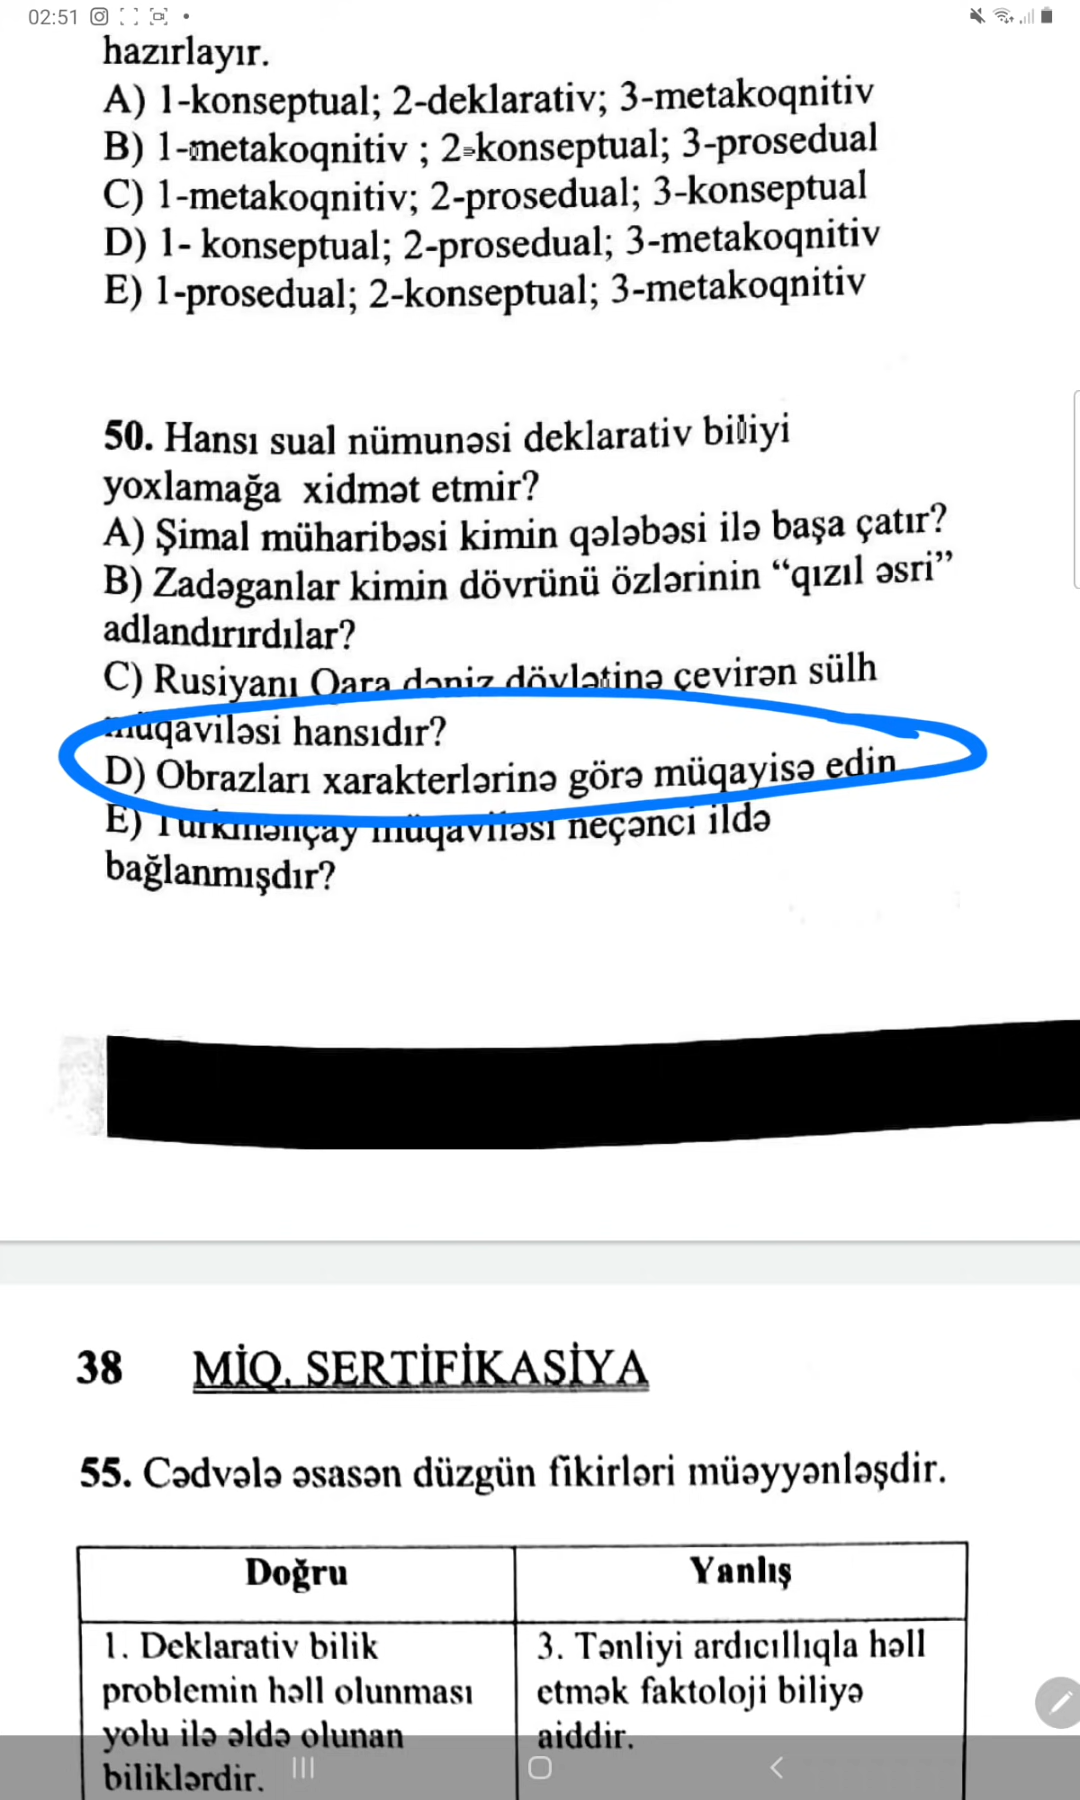 02:51
hazırlayır.
A) 1-konseptual; 2-deklarativ; 3-metakoqnitiv
B) 1-metakoqnitiv ; 2-konseptual; 3-prosedual
C) 1-metakoqnitiv; 2-prosedual; 3-konseptual
D) 1- konseptual; 2-prosedual; 3-metakoqnitiv
E) 1-prosedual; 2-konseptual; 3-metakoqnitiv
50. Hansı sual nümunəsi deklarativ biliyi
yoxlamağa xidmət etmir?
A) Şimal müharibəsi kimin qələbəsi ilə başa çatır?
B) Zadəganlar kimin dövrünü özlərinin “qızıl əsri”
adlandırırdılar?
C) Rusiyanı Qara dəniz dövlətinə çevirən sülh
müqaviləsi hansıdır?
D) Obrazları xarakterlərinə görə müqayisə edin
E) Türkmənçay müqaviləsi neçənci ildə
bağlanmışdır?
38 MİQ. SERTİFİKASİYA
55. Cədvələ əsasən düzgün fikirləri müəyyənləşdir.
Doğru
Yanlış
1. Deklarativ bilik
problemin həll olunması
yolu ilə əldə olunan
biliklərdir.
3. Tənliyi ardıcıllıqla həll
etmək faktoloji biliyə
aiddir.